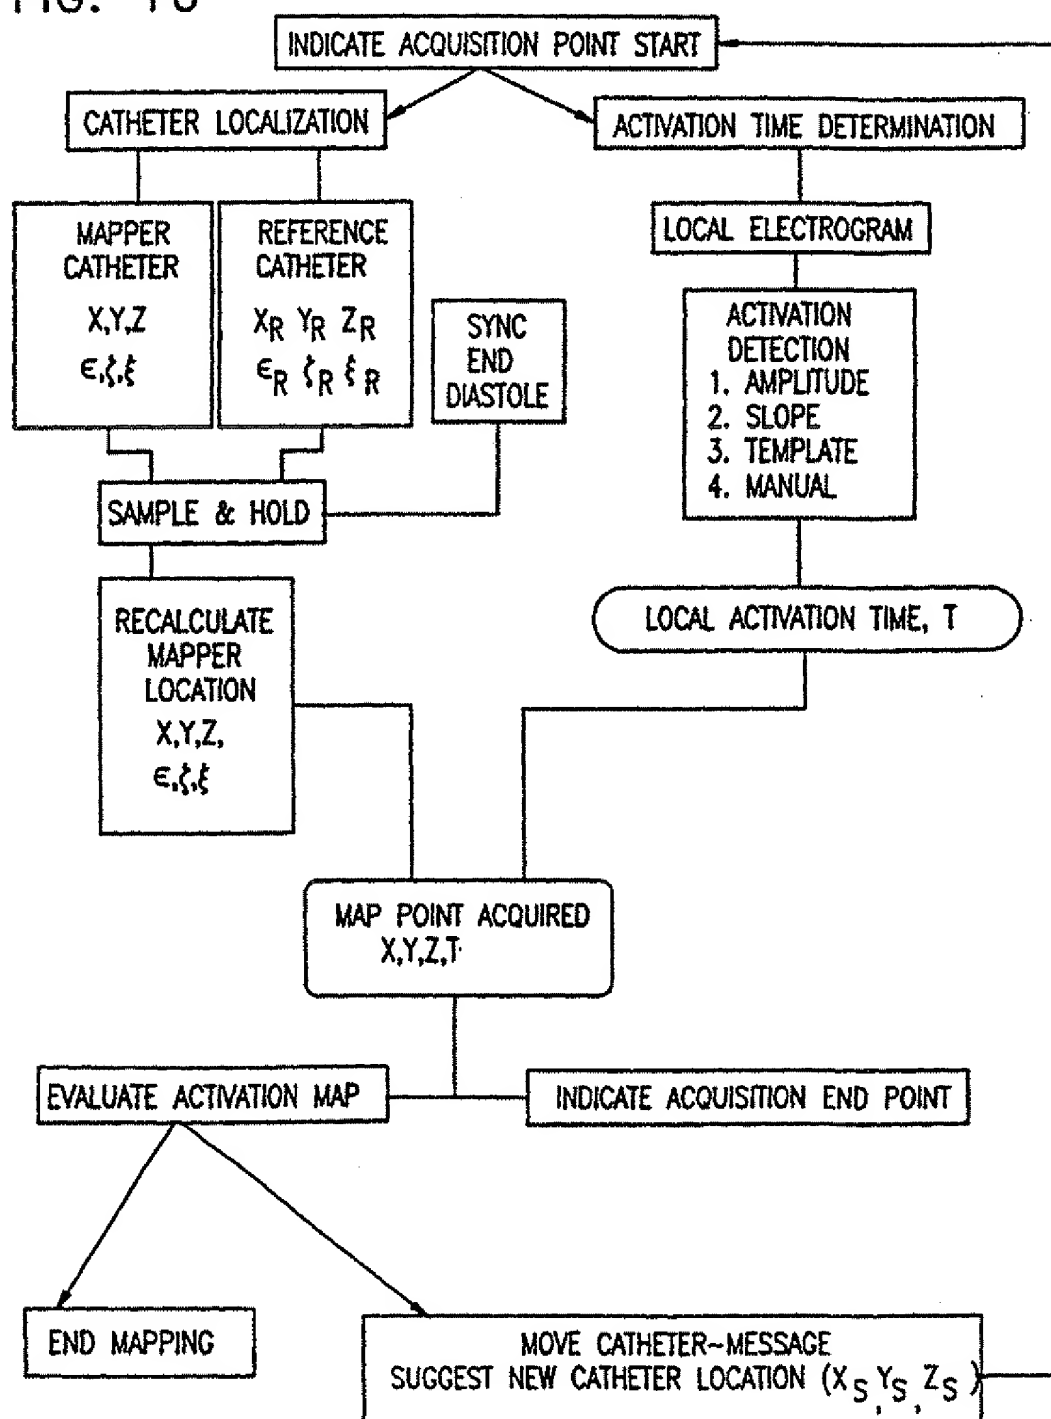 INDICATE ACQUISITION POINT START
CATHETER LOCALIZATION
ACTIVATION TIME DETERMINATION
MAPPER
CATHETER
X,Y,Z
ϵ,ζ,ξ
REFERENCE
CATHETER
XR YR ZR
ϵR ζR ξR
SYNC
END
DIASTOLE
LOCAL ELECTROGRAM
ACTIVATION
DETECTION
1. AMPLITUDE
2. SLOPE
3. TEMPLATE
4. MANUAL
SAMPLE & HOLD
RECALCULATE
MAPPER
LOCATION
X,Y,Z,
ϵ,ζ,ξ
LOCAL ACTIVATION TIME, T
MAP POINT ACQUIRED
X,Y,Z,T
EVALUATE ACTIVATION MAP
INDICATE ACQUISITION END POINT
END MAPPING
MOVE CATHETER~MESSAGE
SUGGEST NEW CATHETER LOCATION (XS,YS,ZS)